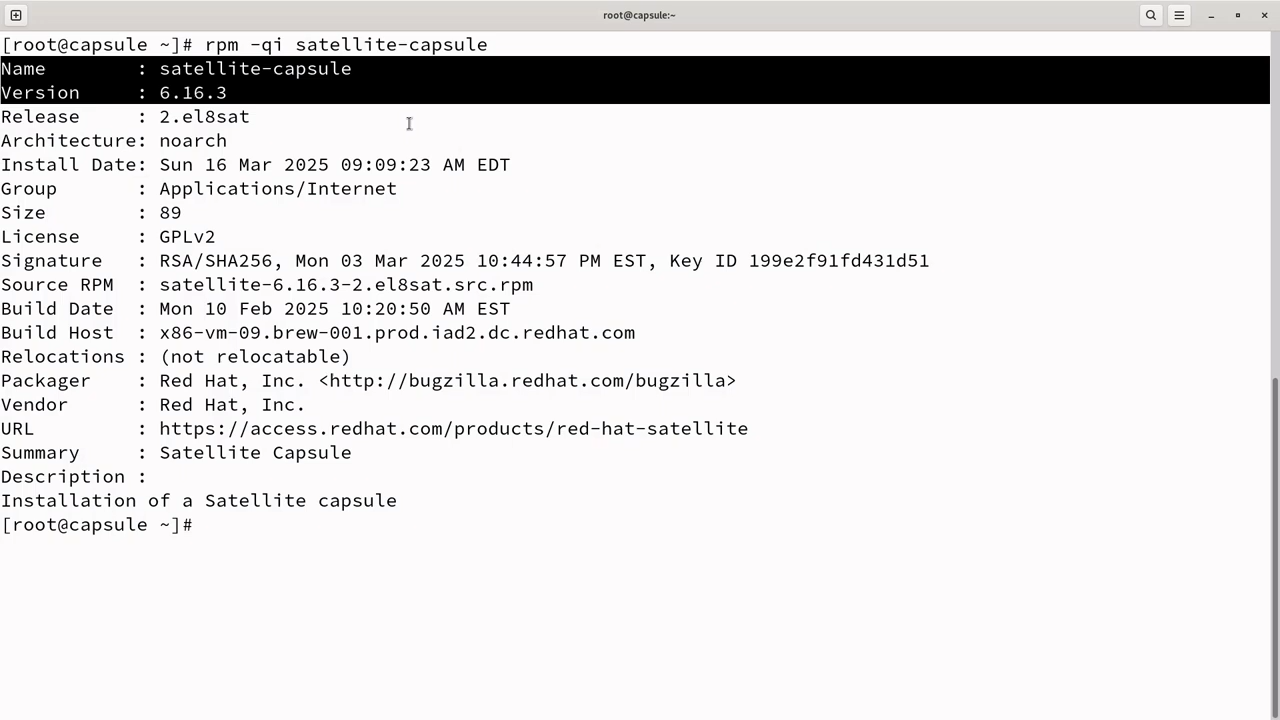 root@capsule:~
[root@capsule ~]# rpm -qi satellite-capsule
Name        : satellite-capsule
Version     : 6.16.3
Release     : 2.el8sat
Architecture: noarch
Install Date: Sun 16 Mar 2025 09:09:23 AM EDT
Group       : Applications/Internet
Size        : 89
License     : GPLv2
Signature   : RSA/SHA256, Mon 03 Mar 2025 10:44:57 PM EST, Key ID 199e2f91fd431d51
Source RPM  : satellite-6.16.3-2.el8sat.src.rpm
Build Date  : Mon 10 Feb 2025 10:20:50 AM EST
Build Host  : x86-vm-09.brew-001.prod.iad2.dc.redhat.com
Relocations : (not relocatable)
Packager    : Red Hat, Inc. <http://bugzilla.redhat.com/bugzilla>
Vendor      : Red Hat, Inc.
URL         : https://access.redhat.com/products/red-hat-satellite
Summary     : Satellite Capsule
Description :
Installation of a Satellite capsule
[root@capsule ~]#